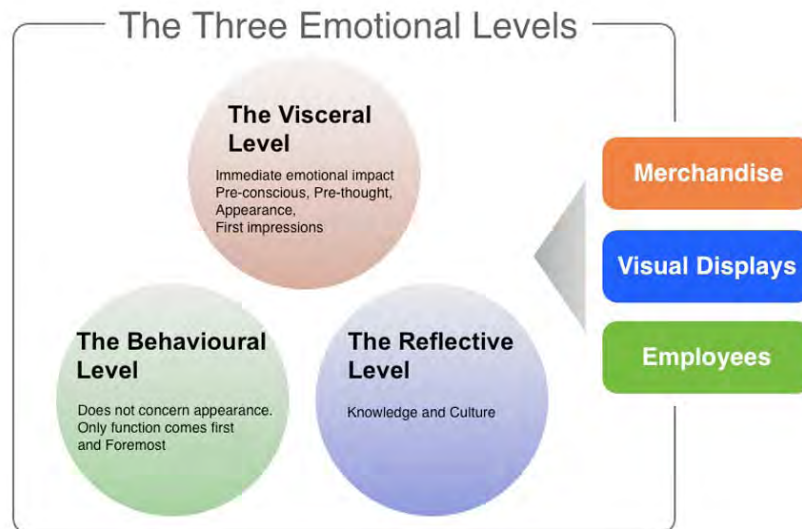 The Three Emotional Levels
The Visceral
Level
Immediate emotional impact
Pre-conscious, Pre-thought,
Appearance,
First impressions
The Behavioural
Level
Does not concern appearance.
Only function comes first
and Foremost
The Reflective
Level
Knowledge and Culture
Merchandise
Visual Displays
Employees